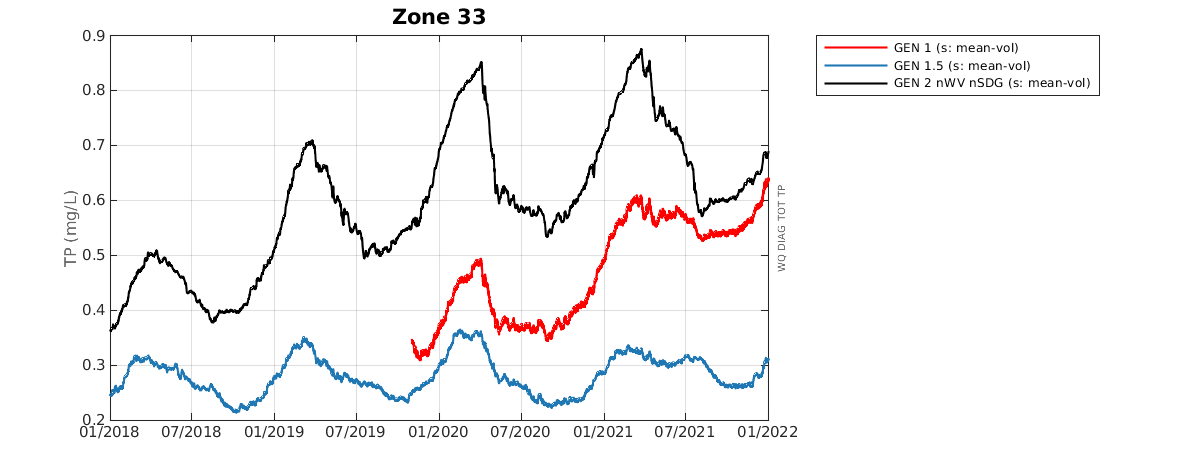 Zone 33
0.9
0.8
0.7
0.6
0.5
0.4
0.3
0.2
TP (mg/L)
01/2018 07/2018 01/2019 07/2019 01/2020 07/2020 01/2021 07/2021 01/2022
WQ DIAG TOT TP
GEN 1 (s: mean-vol)
GEN 1.5 (s: mean-vol)
GEN 2 nWV nSDG (s: mean-vol)